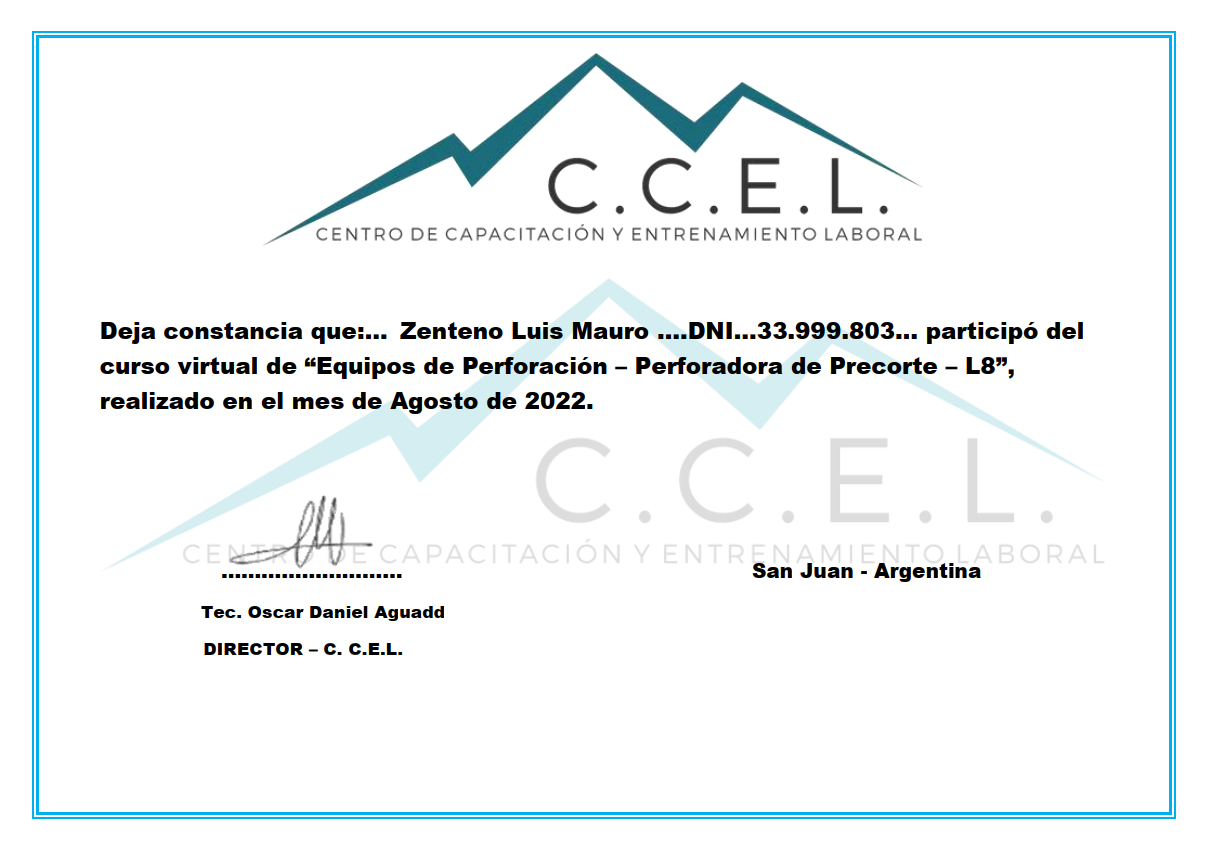 C.C.E.L.
CENTRO DE CAPACITACIÓN Y ENTRENAMIENTO LABORAL
Deja constancia que:... Zenteno Luis Mauro ....DNI...33.999.803... participó del
curso virtual de “Equipos de Perforación – Perforadora de Precorte – L8”,
realizado en el mes de Agosto de 2022.
C.C.E.L.
CENTRO DE CAPACITACIÓN Y ENTRENAMIENTO LABORAL
...........................
San Juan - Argentina
Tec. Oscar Daniel Aguadd
DIRECTOR – C. C.E.L.